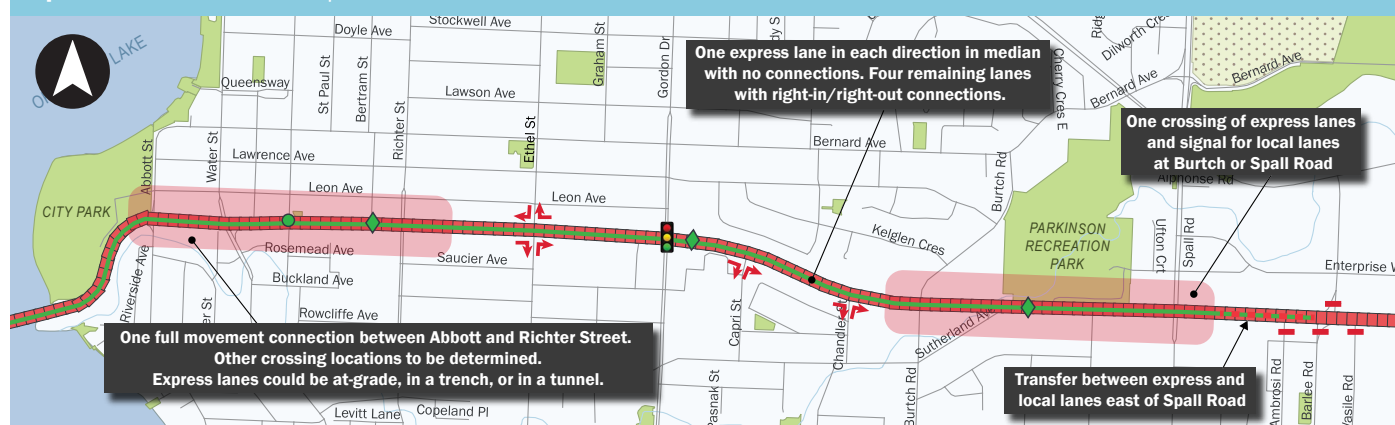 LAKE
Stockwell Ave
Doyle Ave
Queensway
St Paul St
Bertram St
Richter St
Graham St
Gordon Dr
Lawson Ave
Ethel St
Abbott St
Water St
Lawrence Ave
Leon Ave
Leon Ave
CITY PARK
Riverside Ave
Rosemead Ave
Buckland Ave
Rowcliffe Ave
Saucier Ave
One express lane in each direction in median
with no connections. Four remaining lanes
with right-in/right-out connections.
Cherry Cres E
Dilworth Cres
Bernard Ave
Bernard Ave
Bernard Ave
One crossing of express lanes
and signal for local lanes
at Burtch or Spall Road
Alphonse Rd
Burtch Rd
PARKINSON
RECREATION
PARK
Kelglen Cres
Ufton Crt
Spall Rd
Enterprise W
Capri St
Chandler St
Sutherland Ave
Burtch Rd
One full movement connection between Abbott and Richter Street.
Other crossing locations to be determined.
Express lanes could be at-grade, in a trench, or in a tunnel.
Transfer between express and
local lanes east of Spall Road
Ambrosi Rd
Barlee Rd
Vasile Rd
Levitt Lane
Copeland Pl
Pasnak St